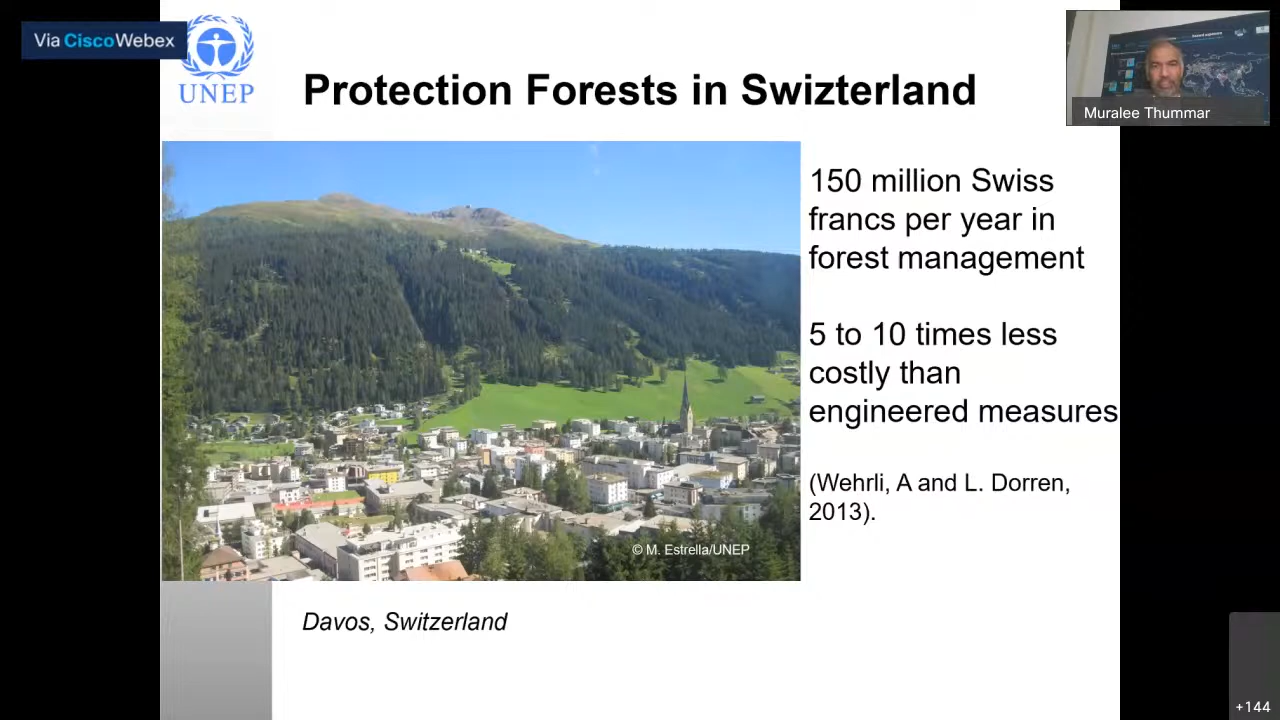 Via CiscoWebex
UNEP
Protection Forests in Swizterland
Muralee Thummar
150 million Swiss
francs per year in
forest management
5 to 10 times less
costly than
engineered measures
(Wehrli, A and L. Dorren,
2013).
© M. Estrella/UNEP
Davos, Switzerland
+144